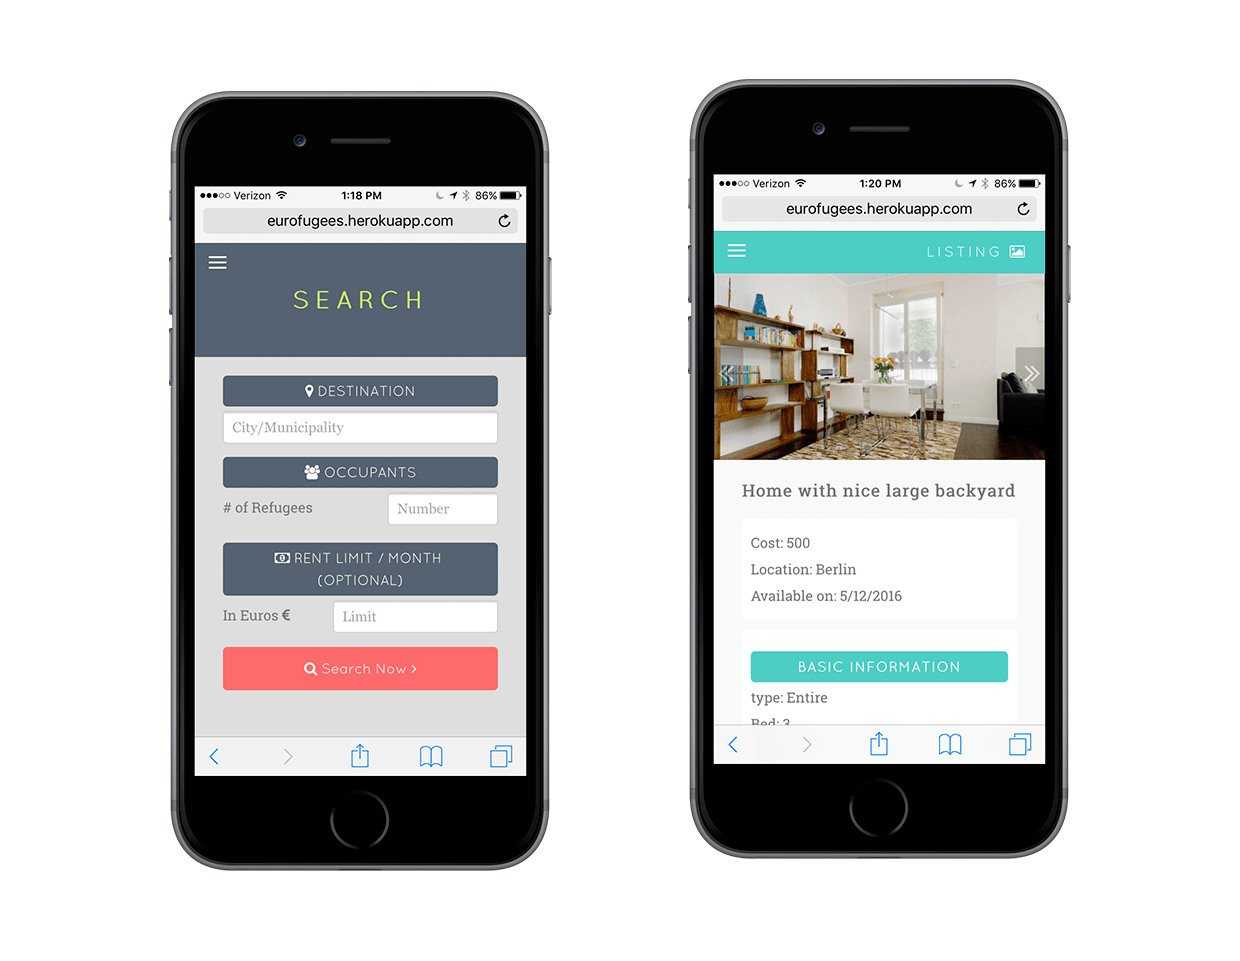 Verizon 1:18 PM 86%
eurofugees.herokuapp.com
SEARCH
DESTINATION
City/Municipality
OCCUPANTS
# of Refugees Number
RENT LIMIT / MONTH
(OPTIONAL)
In Euros € Limit
Search Now
Verizon 1:20 PM 86%
eurofugees.herokuapp.com
LISTING
Home with nice large backyard
Cost: 500
Location: Berlin
Available on: 5/12/2016
BASIC INFORMATION
type: Entire
Bed: 3